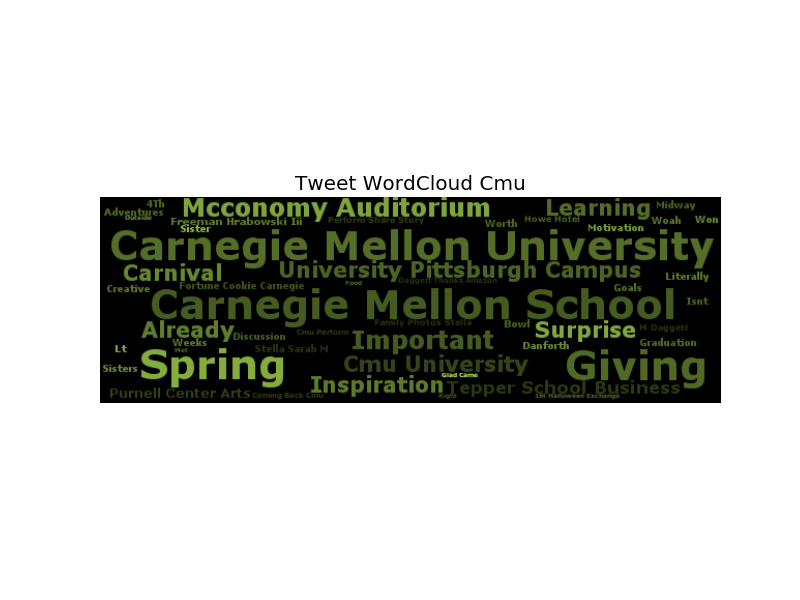 Tweet WordCloud Cmu
4Th
Mcconomy Auditorium
Learning
Midway
Adventures
Outside
Freeman Hrabowski Iii
Perform Share Story
Worth
Howe Hotel
Woah
Won
Sister
Motivation
Carnegie Mellon University
Carnival
University Pittsburgh Campus
Literally
Creative
Fortune Cookie Carnegie
Food
Daggett Thanks Amazon
Goals
Carnegie Mellon School
Isnt
Already
Discussion
Cmu Perform
Family Photos Stella
Important
Bowl
Surprise
M Daggett
Lt
Weeks
Met
Stella Sarah M
Danforth
Graduation
Sisters
Spring
Cmu University
Glad Came
Giving
Purnell Center Arts
Coming Back Cmu
Inspiration
Right
Tepper School Business
1St Halloween Exchange